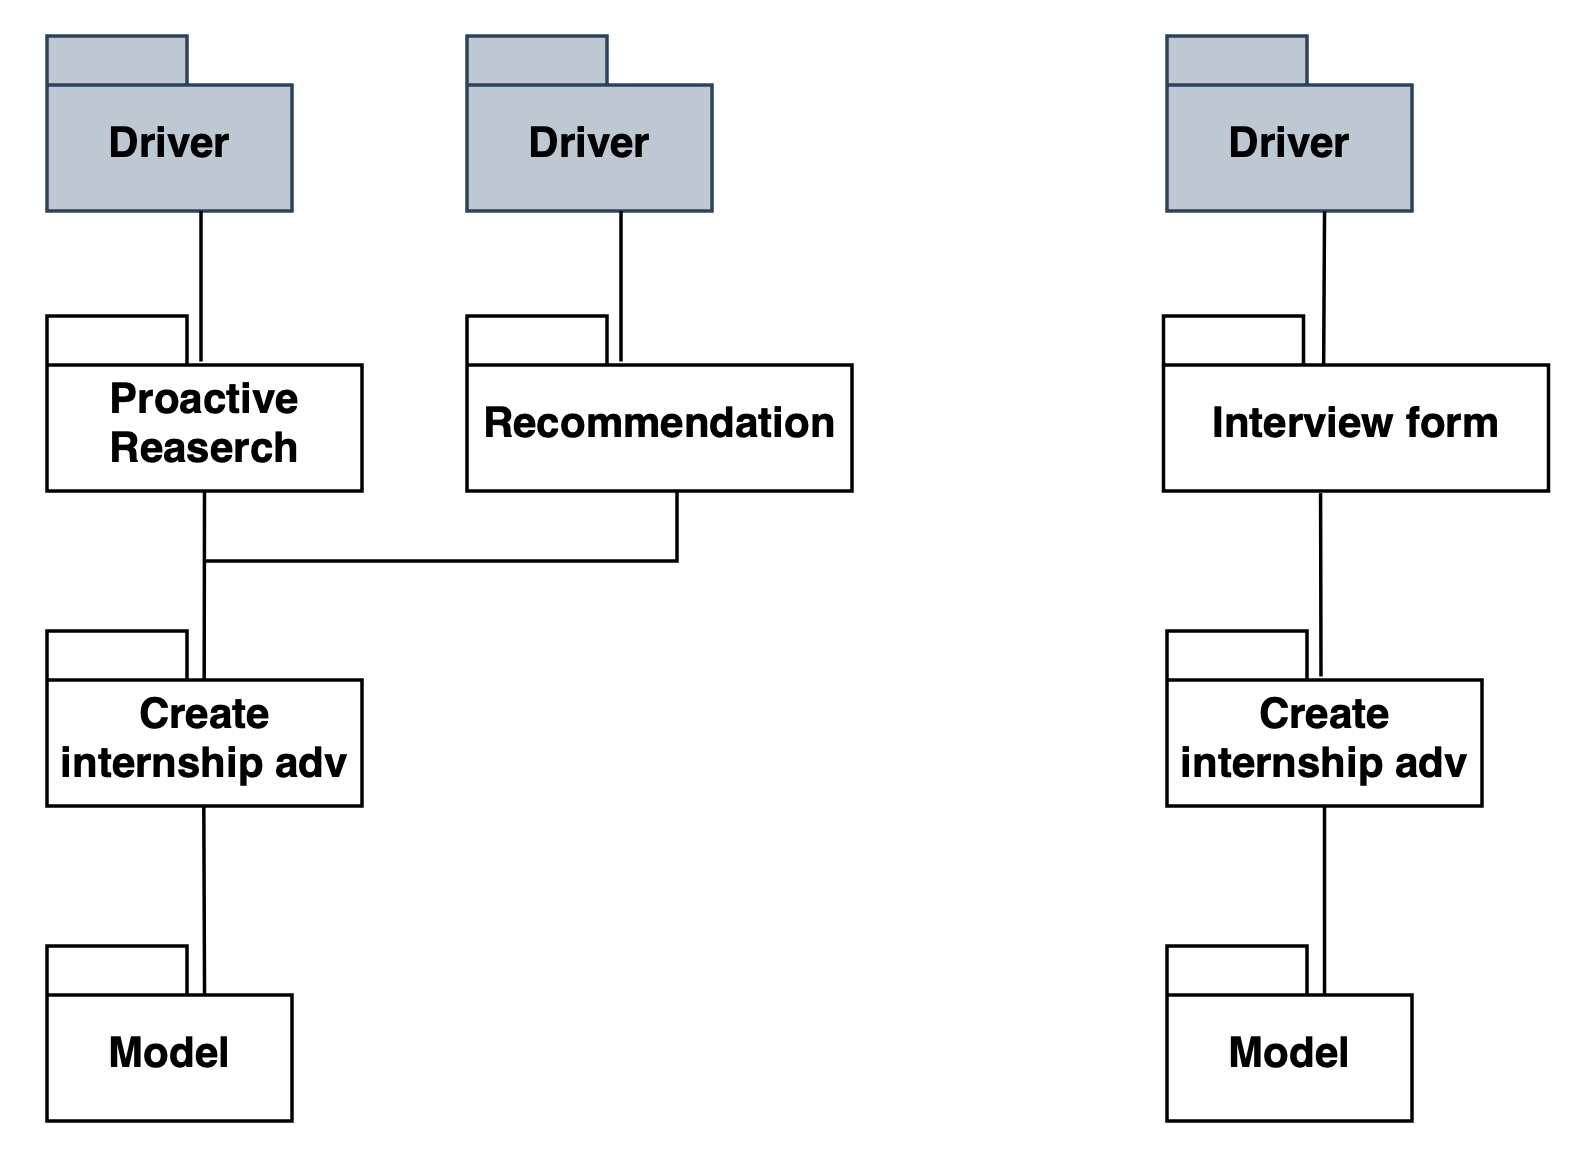 Driver
Driver
Driver
Proactive
Reaserch
Recommendation
Interview form
Create
internship adv
Create
internship adv
Model
Model